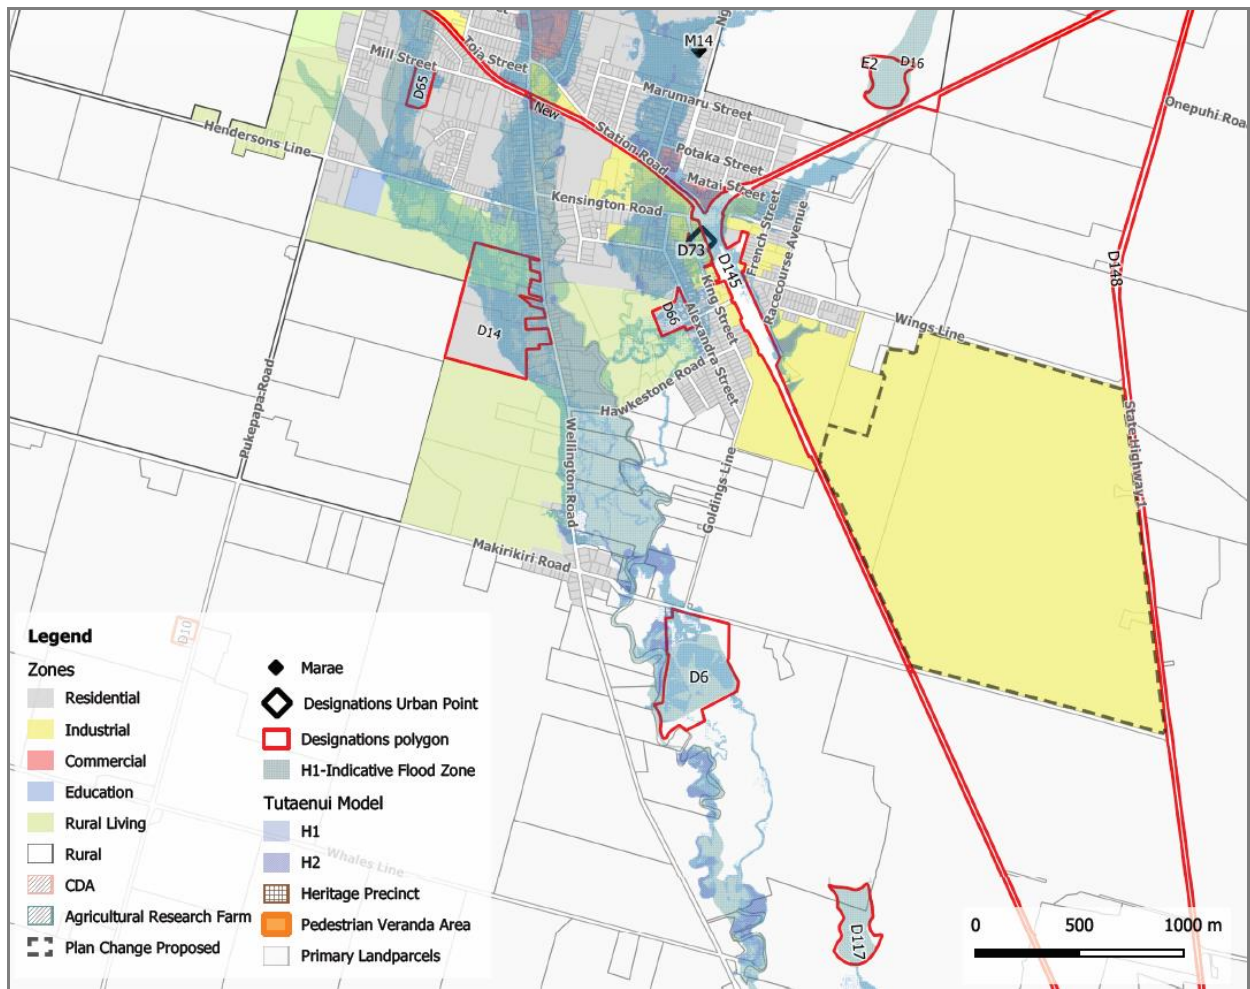 M14
E2
D16
Toia Street
Mill Street
D65
New
Marumaru Street
Onepuhi Roa
Hendersons Line
Station Road
Potaka Street
Matai Street
Kensington Road
French Street
Racecourse Avenue
D73
D145
D148
D14
D66
King Street
Alexandra Street
Wings Line
Hawkestone Road
Pukepapa Road
Wellington Road
Goldings Line
State Highway 1
Makirikiri Road
D10
D6
Whales Line
D117
Legend
Zones
Residential
Industrial
Commercial
Education
Rural Living
Rural
CDA
Agricultural Research Farm
Plan Change Proposed
Marae
Designations Urban Point
Designations polygon
H1-Indicative Flood Zone
Tutaenui Model
H1
H2
Heritage Precinct
Pedestrian Veranda Area
Primary Landparcels
0 500 1000 m